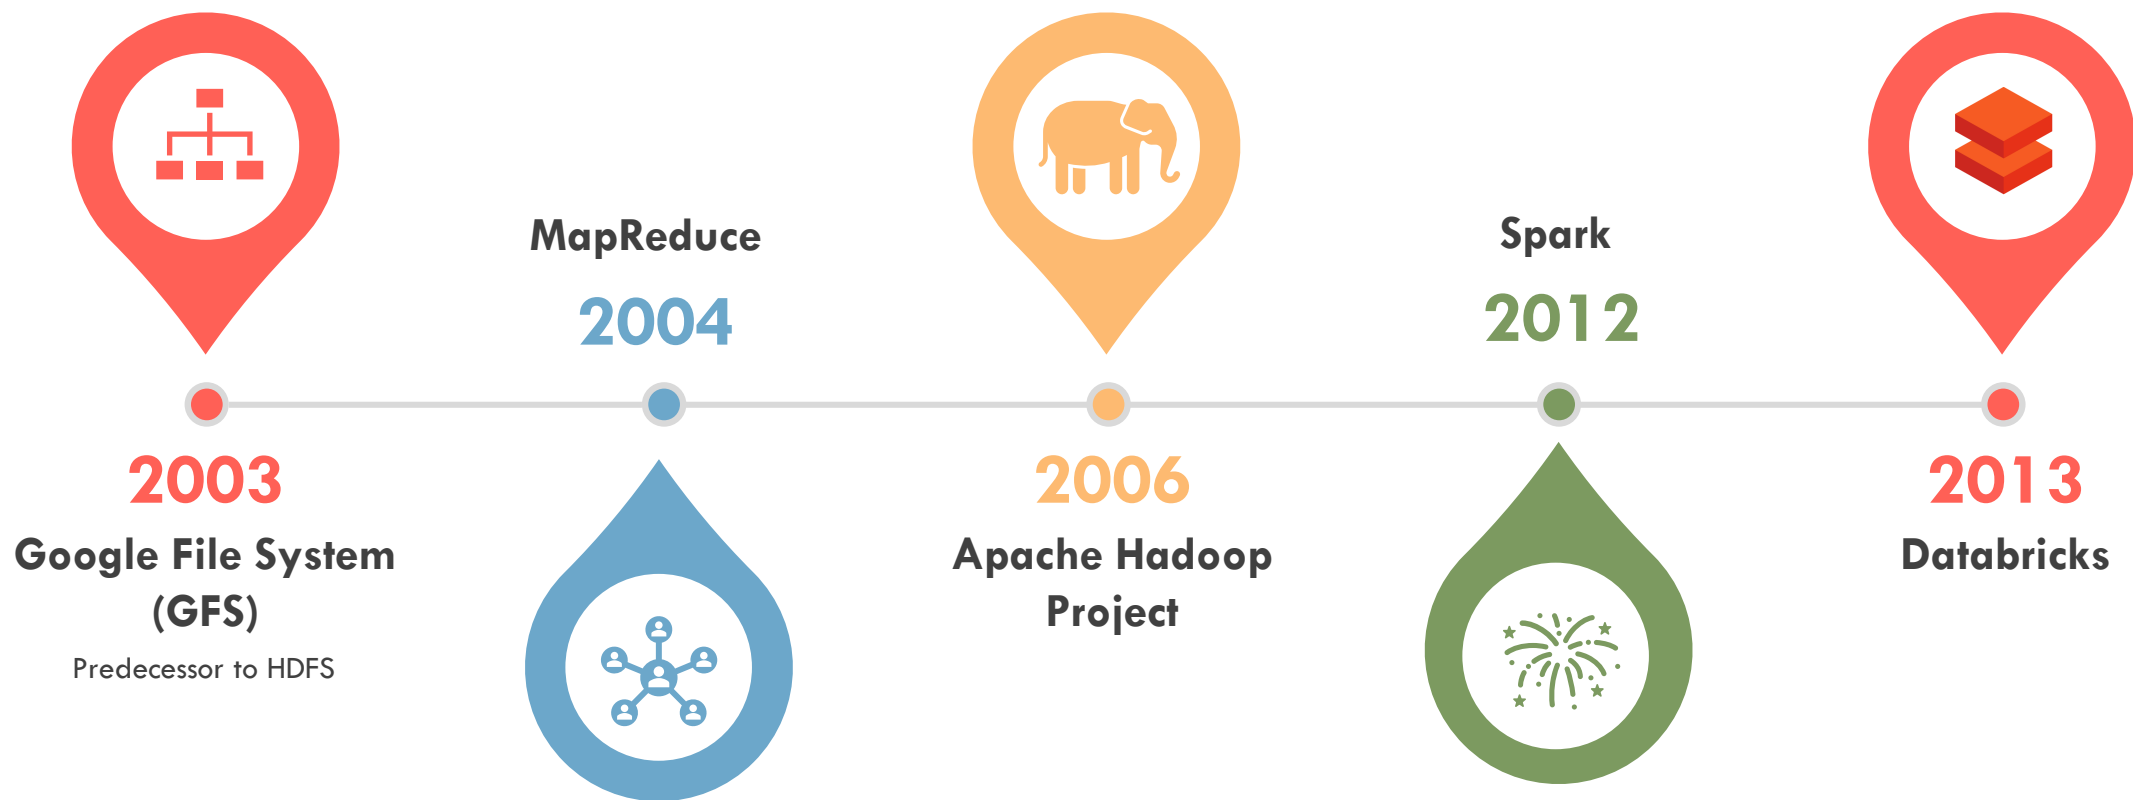 2003
Google File System
(GFS)
Predecessor to HDFS
MapReduce
2004
2006
Apache Hadoop
Project
Spark
2012
2013
Databricks